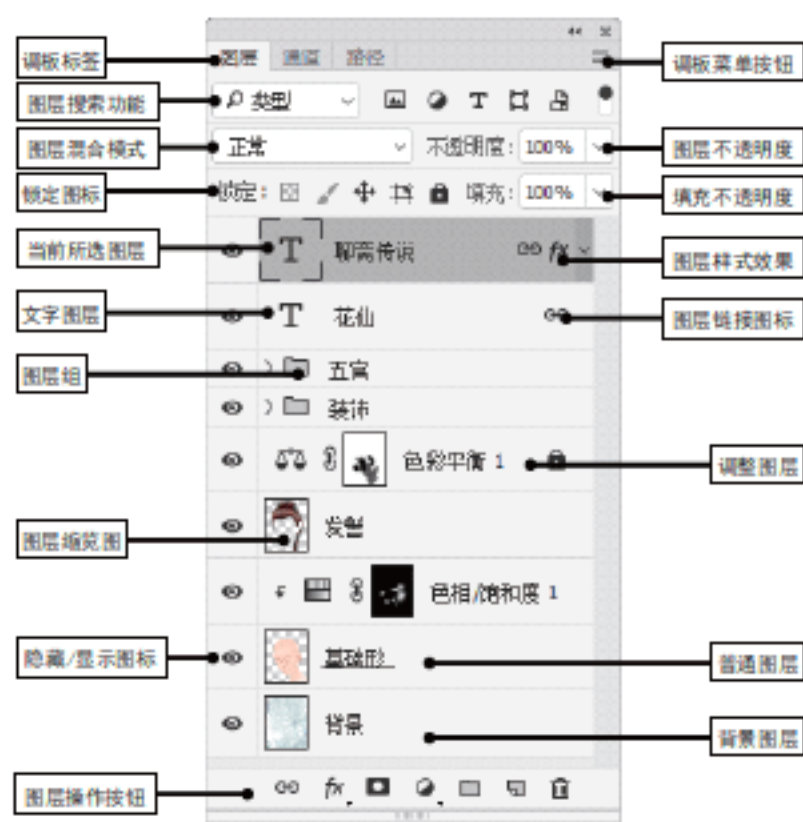 调板标签
图层 通道 路径
调板菜单按钮
图层搜索功能
类型
图层混合模式
正常
不透明度: 100%
图层不透明度
锁定图标
锁定:
填充: 100%
填充不透明度
当前所选图层
T 聊斋传说 fx
图层样式效果
文字图层
T 花仙
图层链接图标
图层组
五官
装饰
色彩平衡 1
调整图层
图层缩览图
发髻
色相/饱和度 1
隐藏/显示图标
基础形
普通图层
背景
背景图层
图层操作按钮
fx